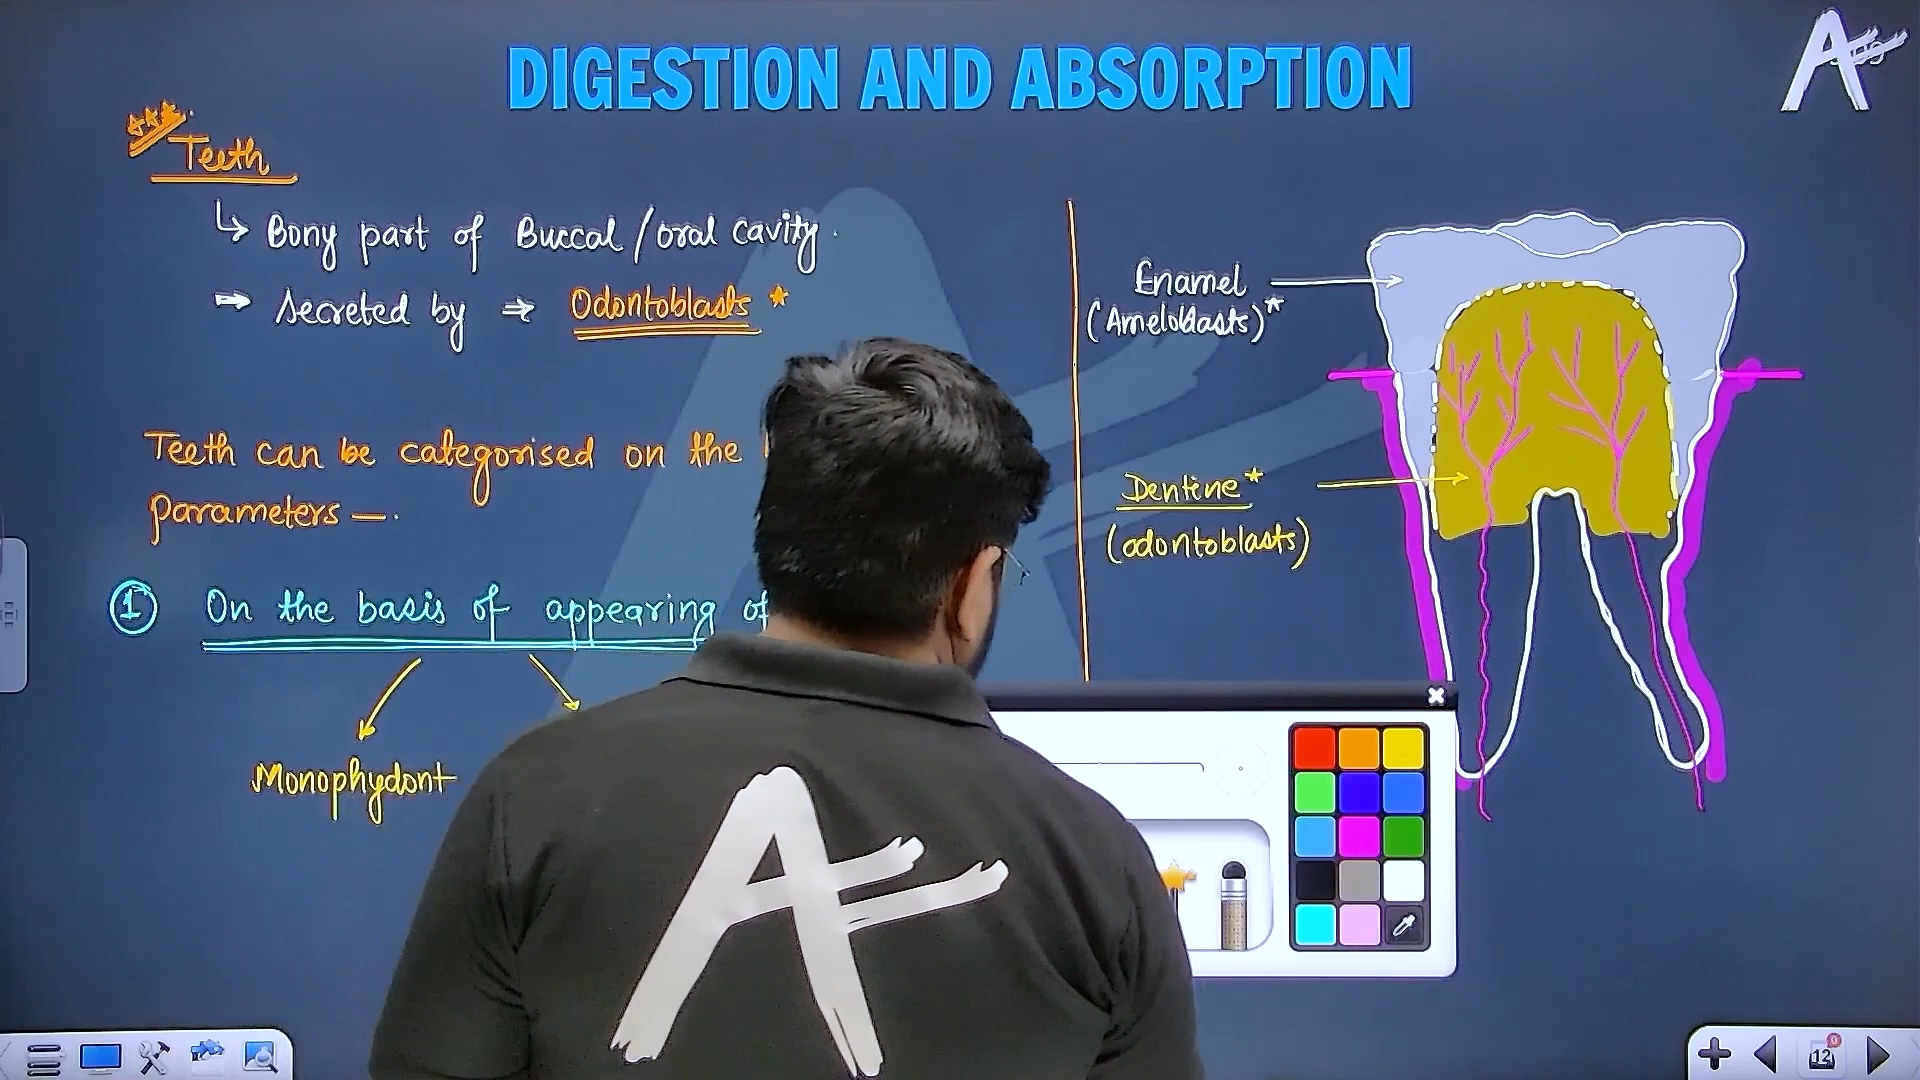 DIGESTION AND ABSORPTION
Teeth
Bony part of Buccal/oral cavity.
Secreted by ⇒ Odontoblasts *
Teeth can be categorised on the
parameters —.
① On the basis of appearing of
Monophydont
Enamel
(Ameloblasts)*
Dentine*
(odontoblasts)
12